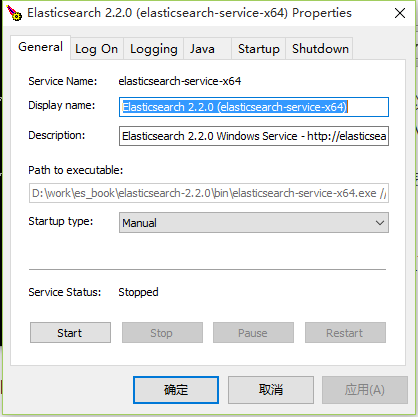 Elasticsearch 2.2.0 (elasticsearch-service-x64) Properties
General Log On Logging Java Startup Shutdown
Service Name: elasticsearch-service-x64
Display name: Elasticsearch 2.2.0 (elasticsearch-service-x64)
Description: Elasticsearch 2.2.0 Windows Service - http://elasticsea
Path to executable:
D:\work\es_book\elasticsearch-2.2.0\bin\elasticsearch-service-x64.exe //
Startup type: Manual
Service Status: Stopped
Start Stop Pause Restart
确定 取消 应用(A)